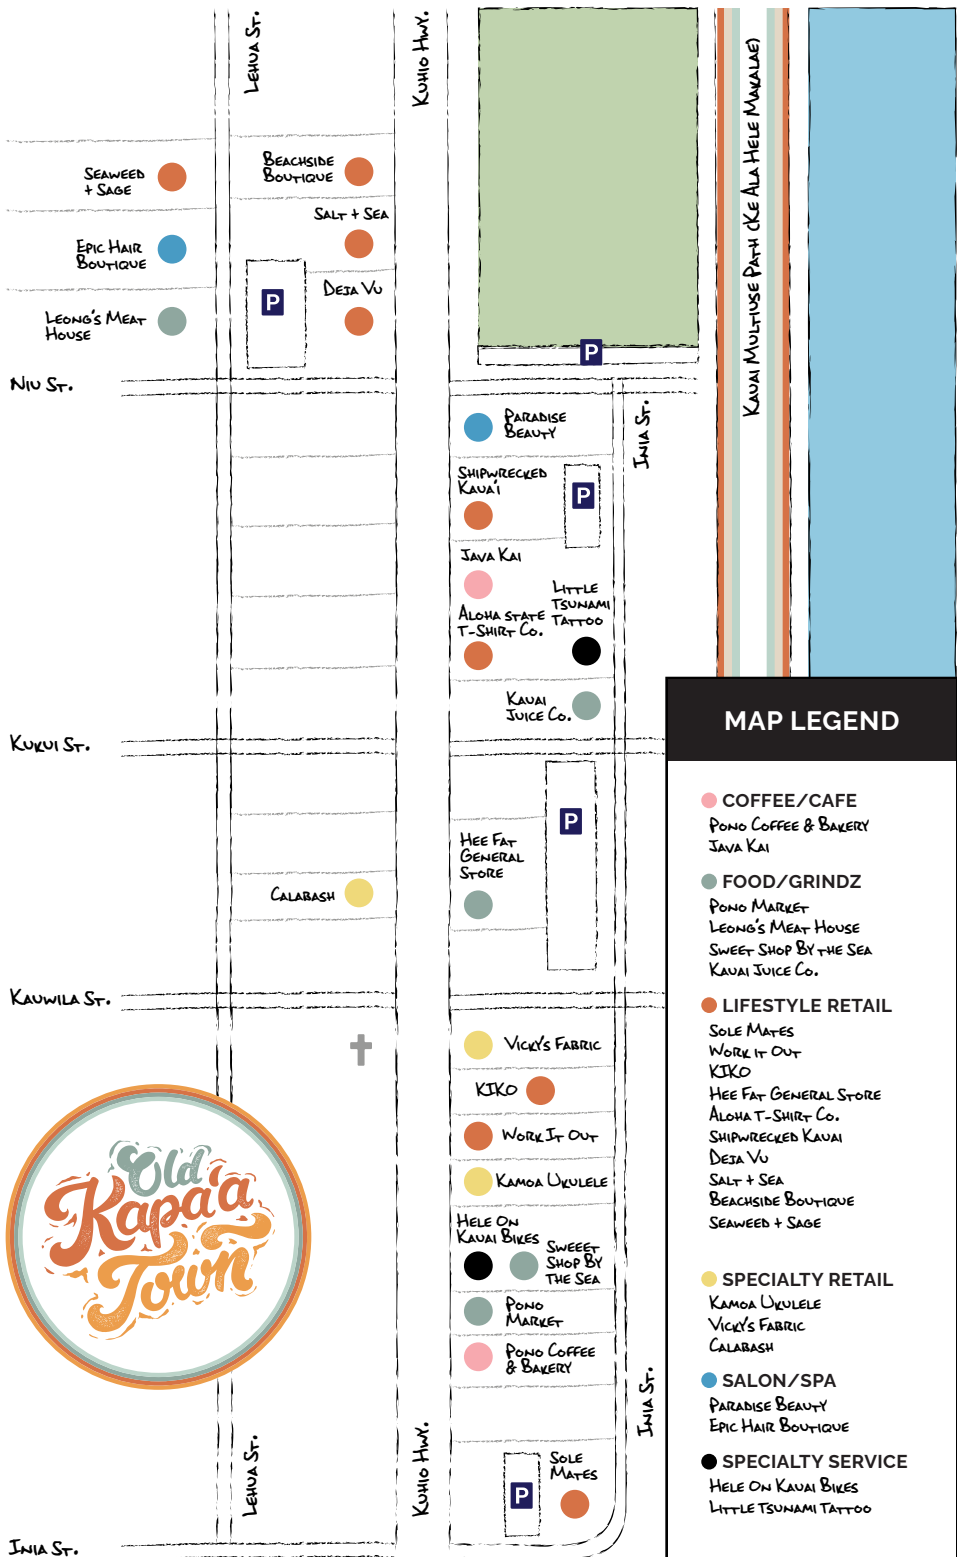 Lehua St.
Kuhio Hwy.
Kauai Multiuse Path (Ke Ala Hele Makalae)
Seaweed
+ Sage
Beachside
Boutique
Salt + Sea
Epic Hair
Boutique
Deja Vu
P
Leong's Meat
House
P
Niu St.
Inia St.
Paradise
Beauty
Shipwrecked
Kaua'i
P
Java Kai
Little
Tsunami
Tattoo
Aloha State
T-Shirt Co.
Kauai
Juice Co.
Kukui St.
P
Hee Fat
General
Store
Calabash
Kauwila St.
Vicky's Fabric
KIKO
Work It Out
Kamoa Ukulele
Hele On
Kauai Bikes
Sweeet
Shop By
the Sea
Pono
Market
Pono Coffee
& Bakery
Inia St.
Lehua St.
Kuhio Hwy.
Sole
Mates
P
Inia St.
Old
Kapa'a
Town
MAP LEGEND
COFFEE/CAFE
Pono Coffee & Bakery
Java Kai
FOOD/GRINDZ
Pono Market
Leong's Meat House
Sweet Shop By the Sea
Kauai Juice Co.
LIFESTYLE RETAIL
Sole Mates
Work it Out
KIKO
Hee Fat General Store
Aloha T-Shirt Co.
Shipwrecked Kauai
Deja Vu
Salt + Sea
Beachside Boutique
Seaweed + Sage
SPECIALTY RETAIL
Kamoa Ukulele
Vicky's Fabric
Calabash
SALON/SPA
Paradise Beauty
Epic Hair Boutique
SPECIALTY SERVICE
Hele On Kauai Bikes
Little Tsunami Tattoo